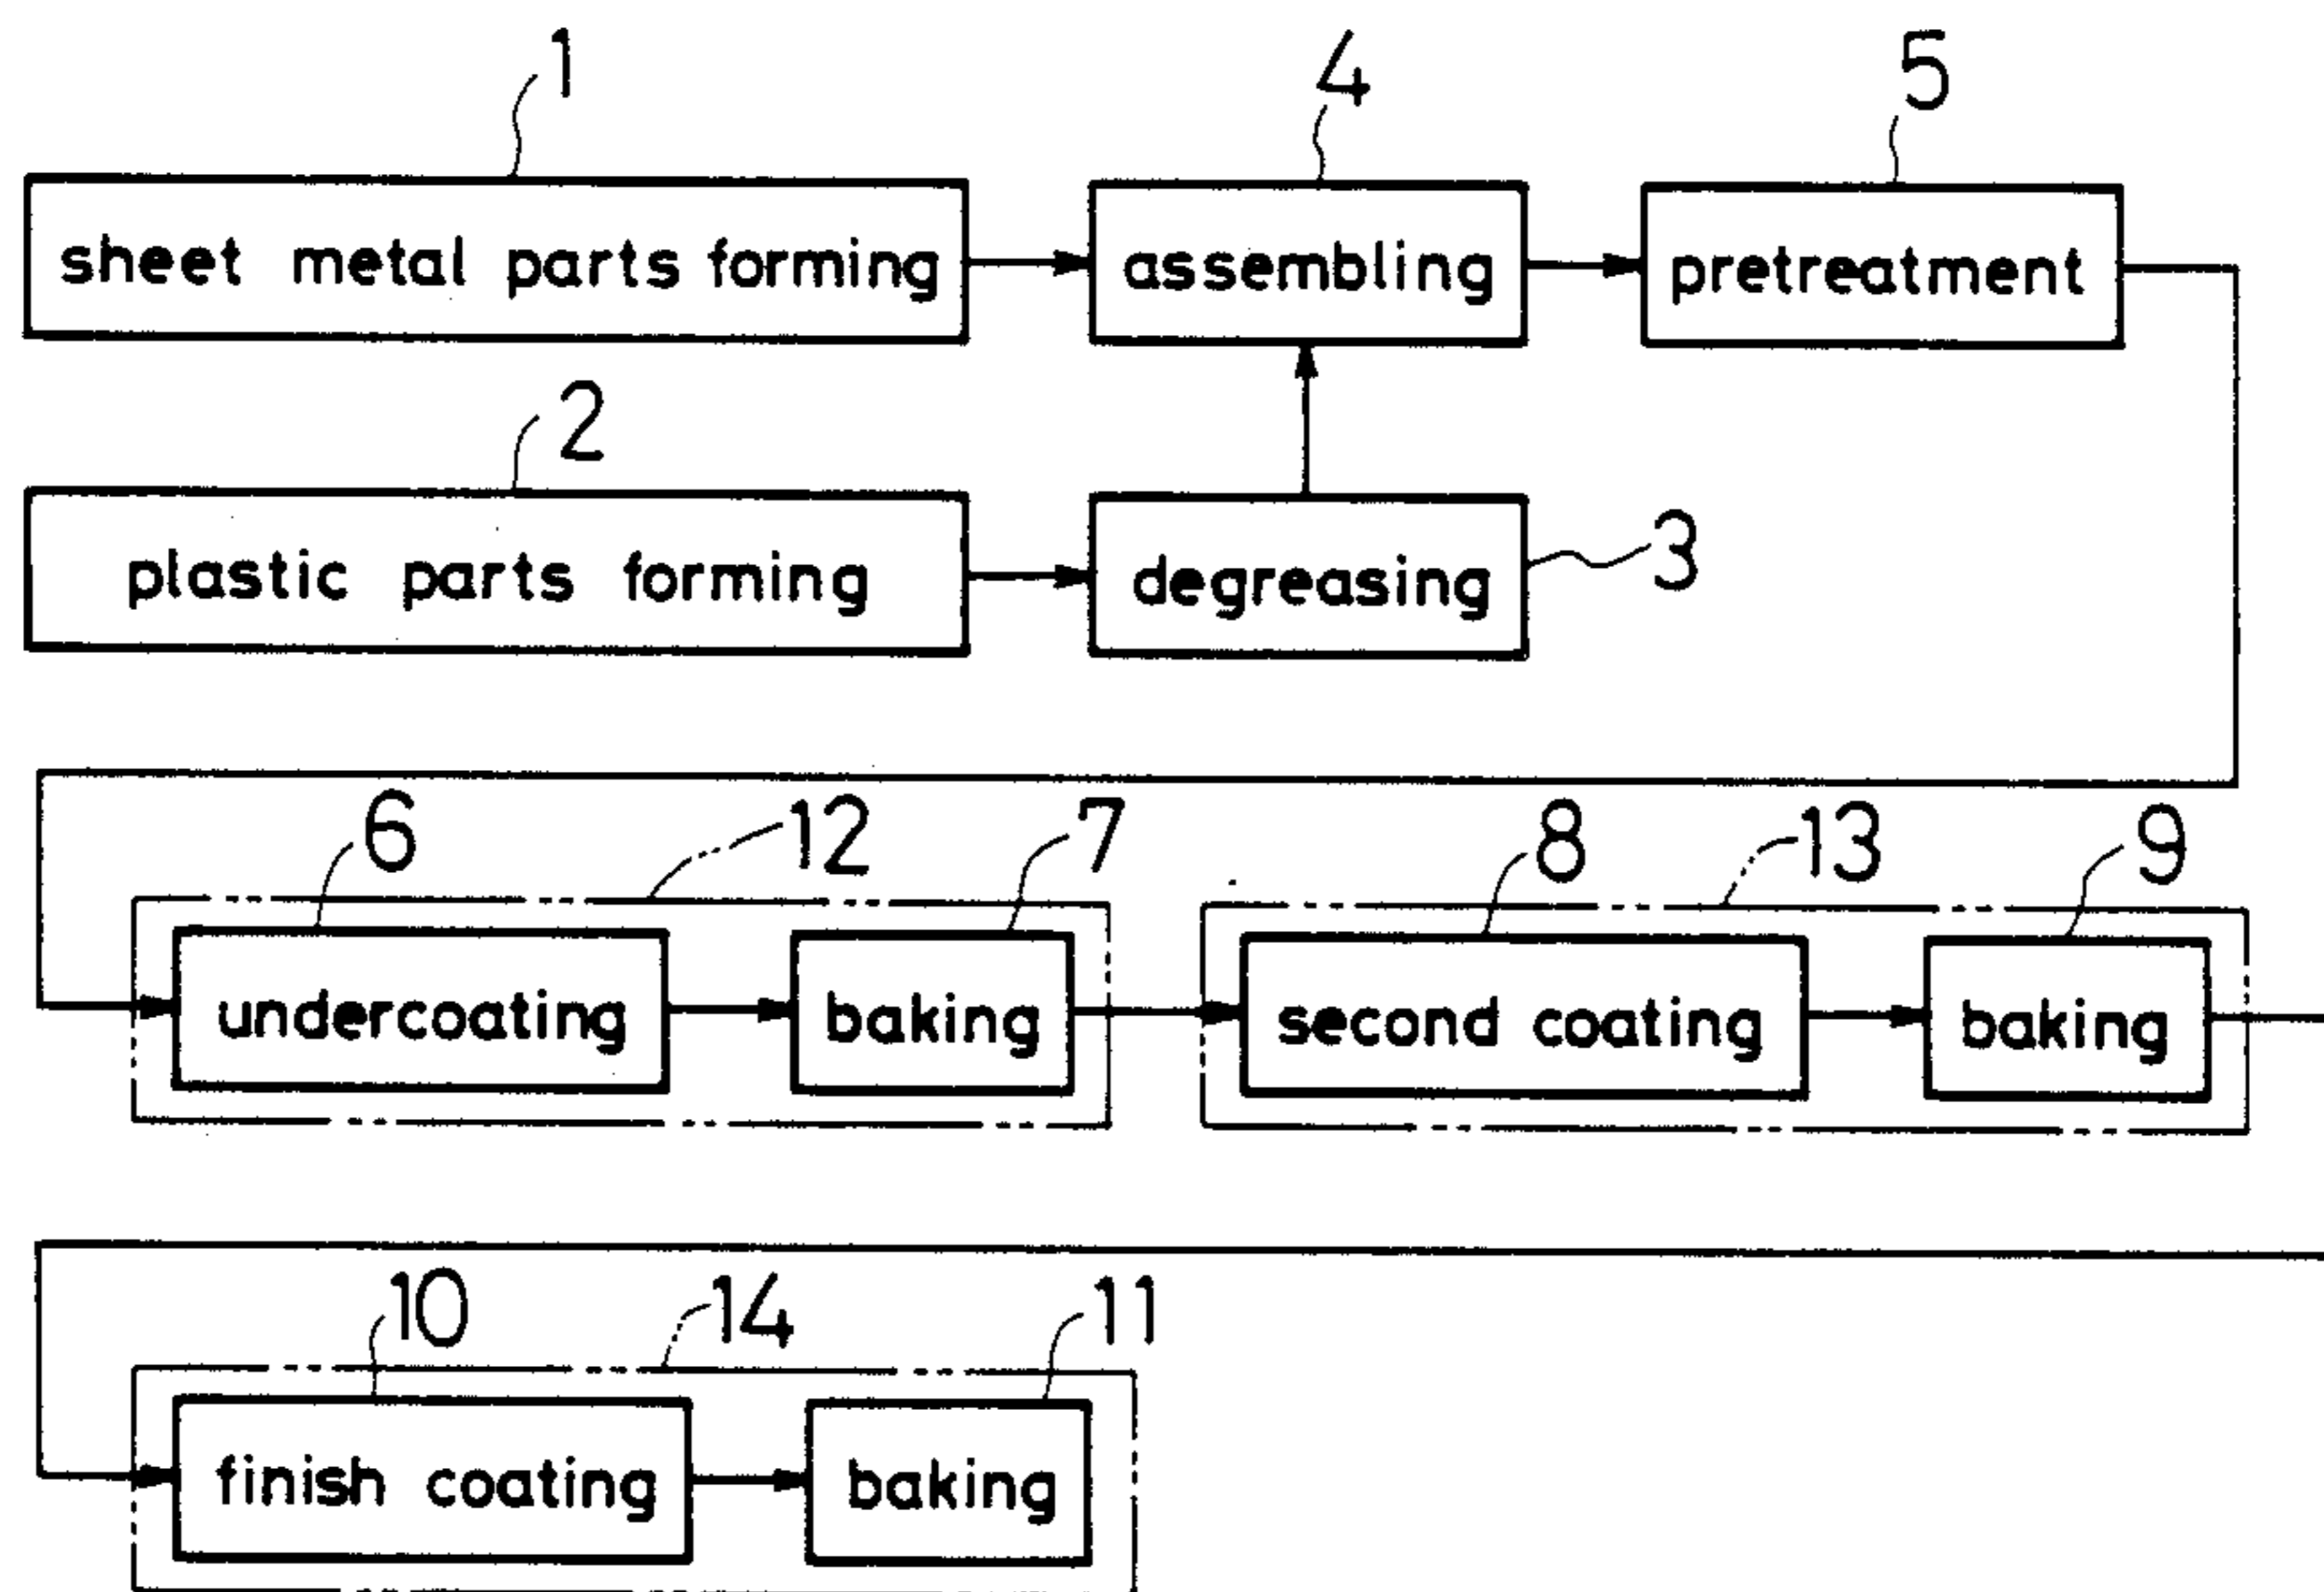 1
4
5
sheet metal parts forming
assembling
pretreatment
2
plastic parts forming
degreasing
3
6
12
7
8
13
9
undercoating
baking
second coating
baking
10
14
11
finish coating
baking